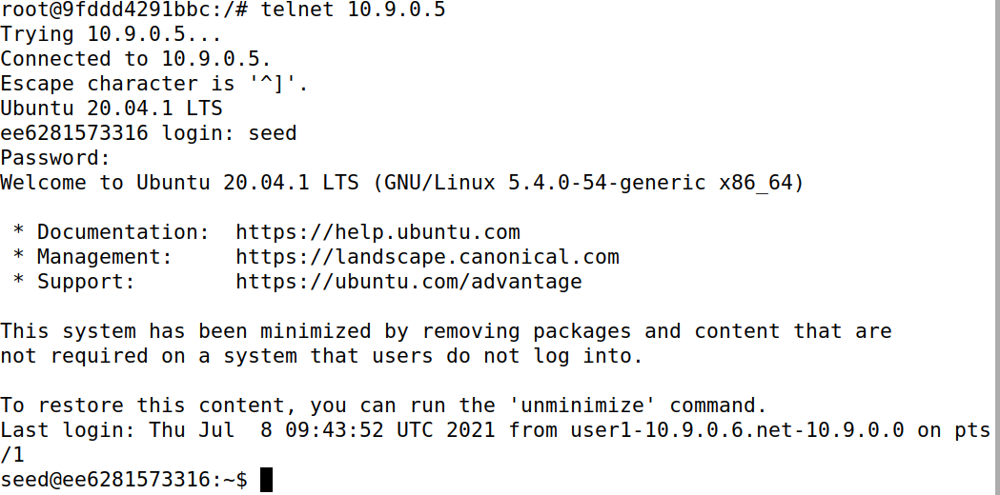 root@9fddd4291bbc:/# telnet 10.9.0.5
Trying 10.9.0.5...
Connected to 10.9.0.5.
Escape character is '^]'.
Ubuntu 20.04.1 LTS
ee6281573316 login: seed
Password:
Welcome to Ubuntu 20.04.1 LTS (GNU/Linux 5.4.0-54-generic x86_64)

 * Documentation:  https://help.ubuntu.com
 * Management:     https://landscape.canonical.com
 * Support:        https://ubuntu.com/advantage

This system has been minimized by removing packages and content that are
not required on a system that users do not log into.

To restore this content, you can run the 'unminimize' command.
Last login: Thu Jul  8 09:43:52 UTC 2021 from user1-10.9.0.6.net-10.9.0.0 on pts
/1
seed@ee6281573316:~$